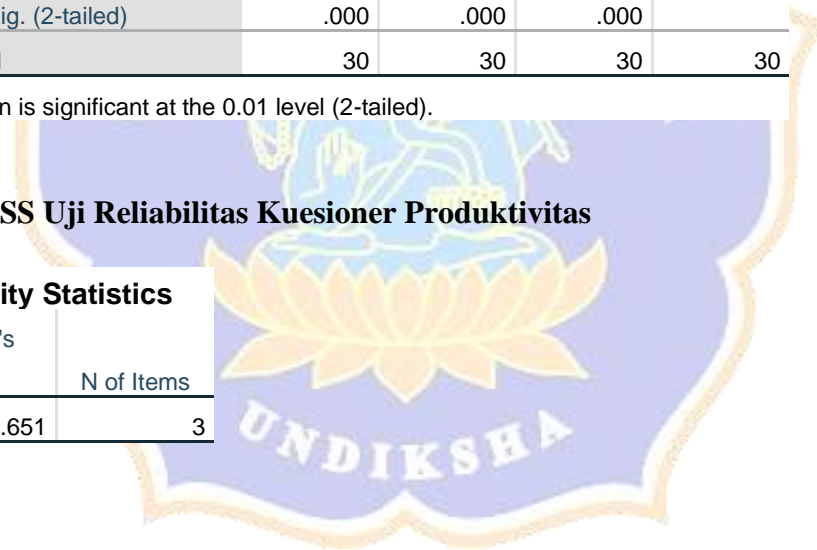 ig. (2-tailed) .000 .000 .000
30 30 30 30
n is significant at the 0.01 level (2-tailed).
SS Uji Reliabilitas Kuesioner Produktivitas
ity Statistics
's
N of Items
.651 3
UNDIKSHA